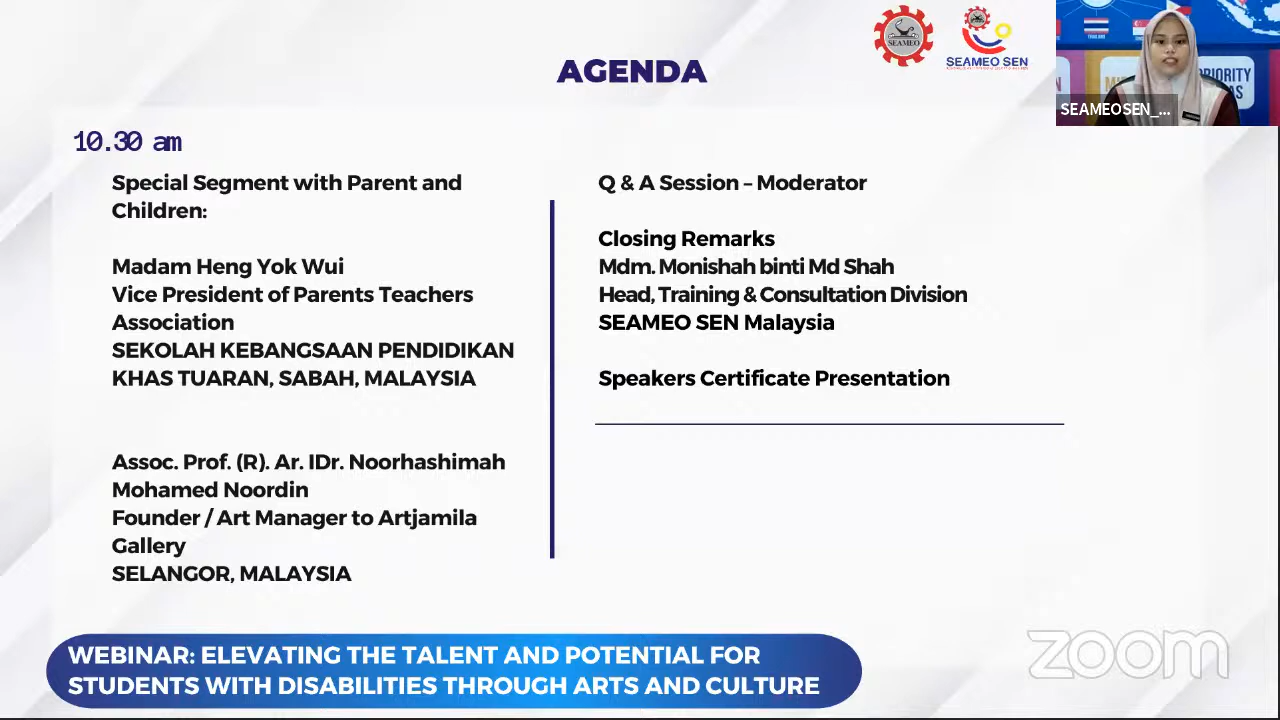 AGENDA
SEAMEO
SEAMEO SEN
THAILAND
PRIORITY
SEAMEOSEN_...
10.30 am
Special Segment with Parent and
Children:
Madam Heng Yok Wui
Vice President of Parents Teachers
Association
SEKOLAH KEBANGSAAN PENDIDIKAN
KHAS TUARAN, SABAH, MALAYSIA
Assoc. Prof. (R). Ar. IDr. Noorhashimah
Mohamed Noordin
Founder / Art Manager to Artjamila
Gallery
SELANGOR, MALAYSIA
Q & A Session – Moderator
Closing Remarks
Mdm. Monishah binti Md Shah
Head, Training & Consultation Division
SEAMEO SEN Malaysia
Speakers Certificate Presentation
WEBINAR: ELEVATING THE TALENT AND POTENTIAL FOR
STUDENTS WITH DISABILITIES THROUGH ARTS AND CULTURE
zoom